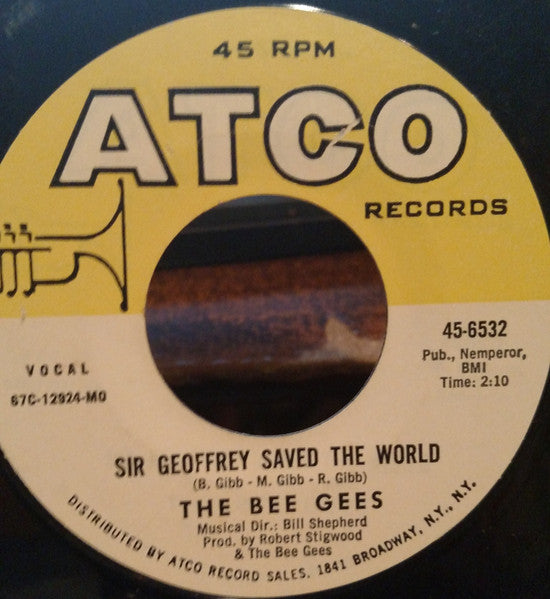 45 RPM
ATCO
RECORDS
45-6532
Pub., Nemperor,
BMI
Time: 2:10
VOCAL
67C-12924-MO
SIR GEOFFREY SAVED THE WORLD
(B. Gibb - M. Gibb - R. Gibb)
THE BEE GEES
Musical Dir.: Bill Shepherd
Prod. by Robert Stigwood
& The Bee Gees
DISTRIBUTED BY ATCO RECORD SALES, 1841 BROADWAY, N.Y., N.Y.